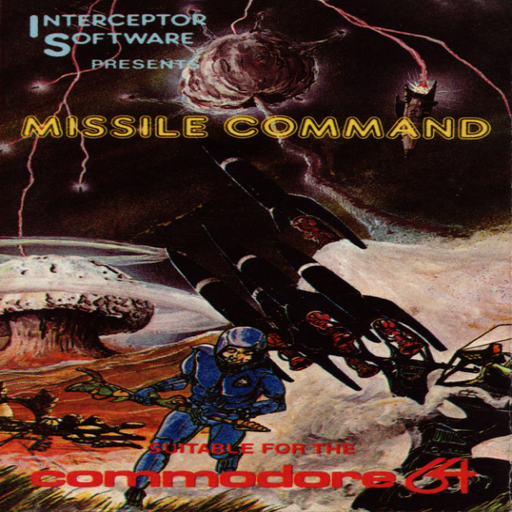 INTERCEPTOR
SOFTWARE
PRESENTS
MISSILE COMMAND
SUITABLE FOR THE
commodore 64